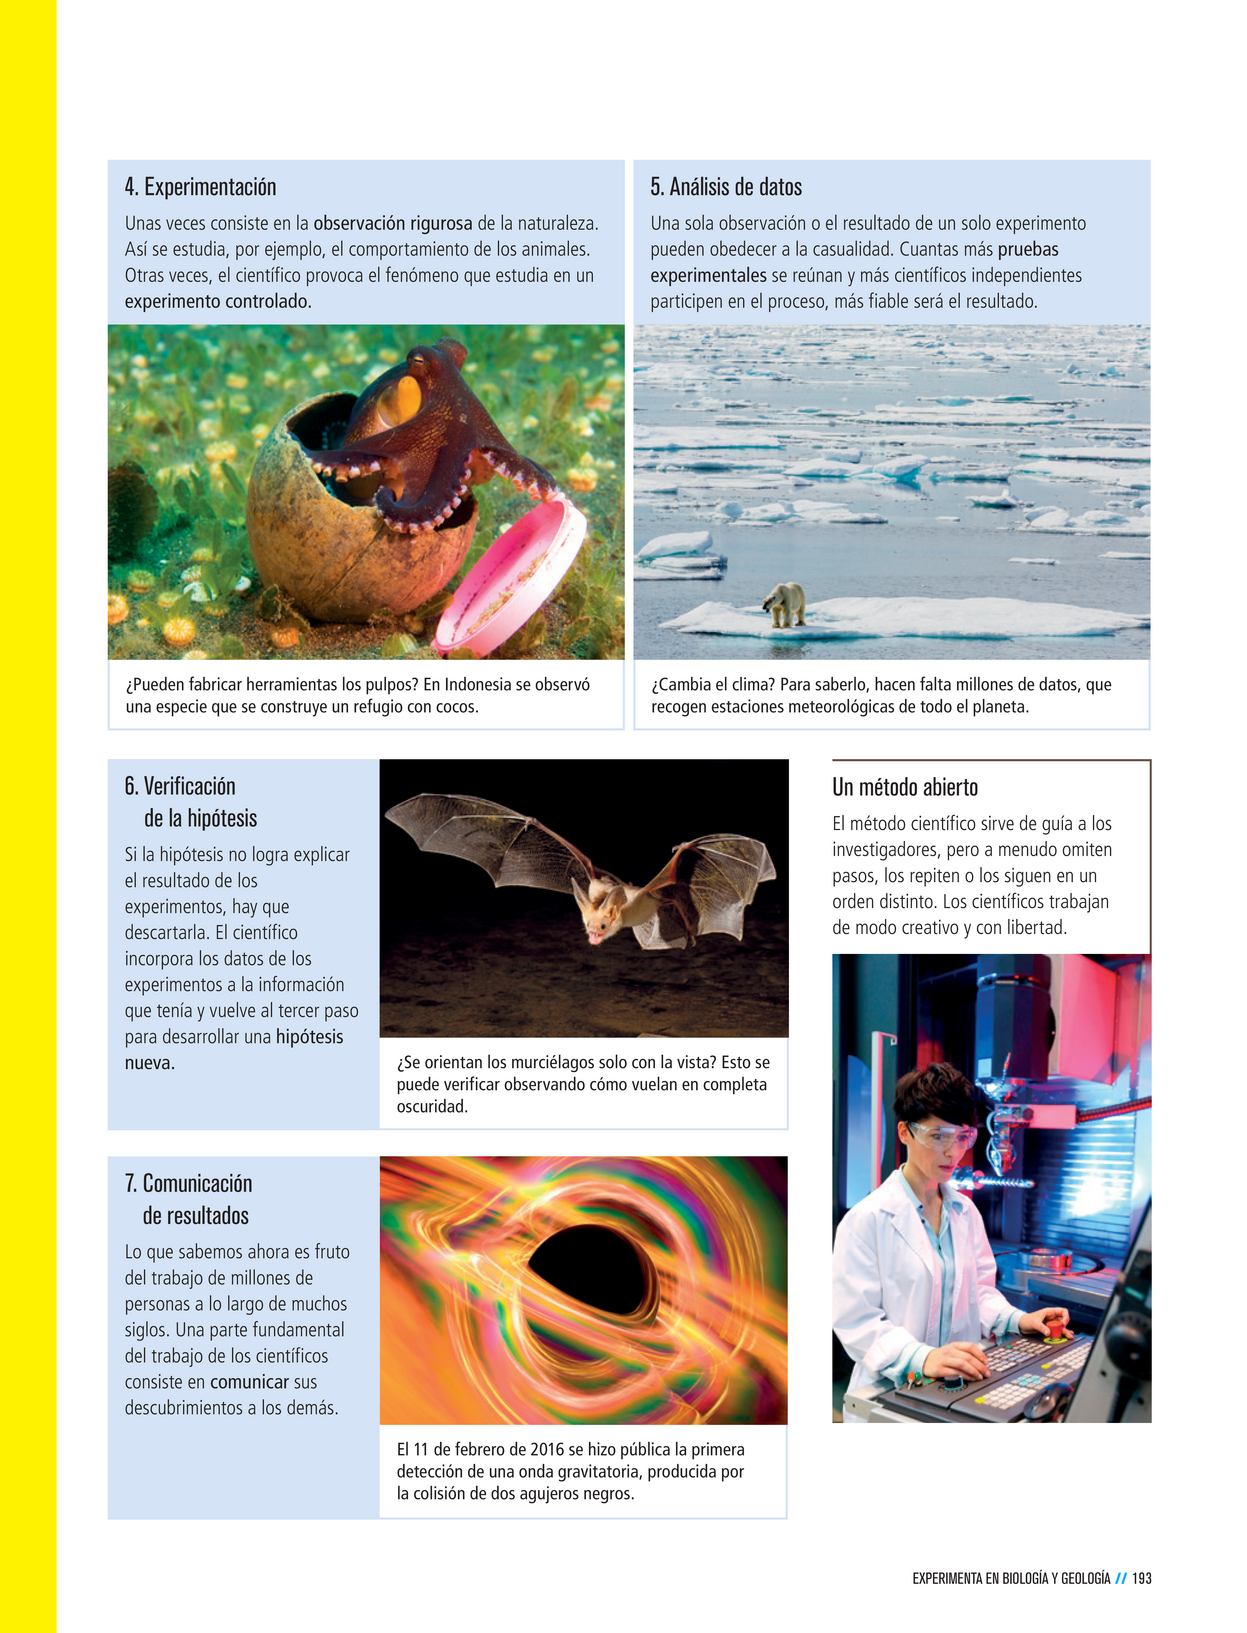 4. Experimentación
Unas veces consiste en la observación rigurosa de la naturaleza.
Así se estudia, por ejemplo, el comportamiento de los animales.
Otras veces, el científico provoca el fenómeno que estudia en un
experimento controlado.
¿Pueden fabricar herramientas los pulpos? En Indonesia se observó
una especie que se construye un refugio con cocos.
5. Análisis de datos
Una sola observación o el resultado de un solo experimento
pueden obedecer a la casualidad. Cuantas más pruebas
experimentales se reúnan y más científicos independientes
participen en el proceso, más fiable será el resultado.
¿Cambia el clima? Para saberlo, hacen falta millones de datos, que
recogen estaciones meteorológicas de todo el planeta.
6. Verificación
de la hipótesis
Si la hipótesis no logra explicar
el resultado de los
experimentos, hay que
descartarla. El científico
incorpora los datos de los
experimentos a la información
que tenía y vuelve al tercer paso
para desarrollar una hipótesis
nueva.
¿Se orientan los murciélagos solo con la vista? Esto se
puede verificar observando cómo vuelan en completa
oscuridad.
Un método abierto
El método científico sirve de guía a los
investigadores, pero a menudo omiten
pasos, los repiten o los siguen en un
orden distinto. Los científicos trabajan
de modo creativo y con libertad.
7. Comunicación
de resultados
Lo que sabemos ahora es fruto
del trabajo de millones de
personas a lo largo de muchos
siglos. Una parte fundamental
del trabajo de los científicos
consiste en comunicar sus
descubrimientos a los demás.
El 11 de febrero de 2016 se hizo pública la primera
detección de una onda gravitatoria, producida por
la colisión de dos agujeros negros.
EXPERIMENTA EN BIOLOGÍA Y GEOLOGÍA // 193